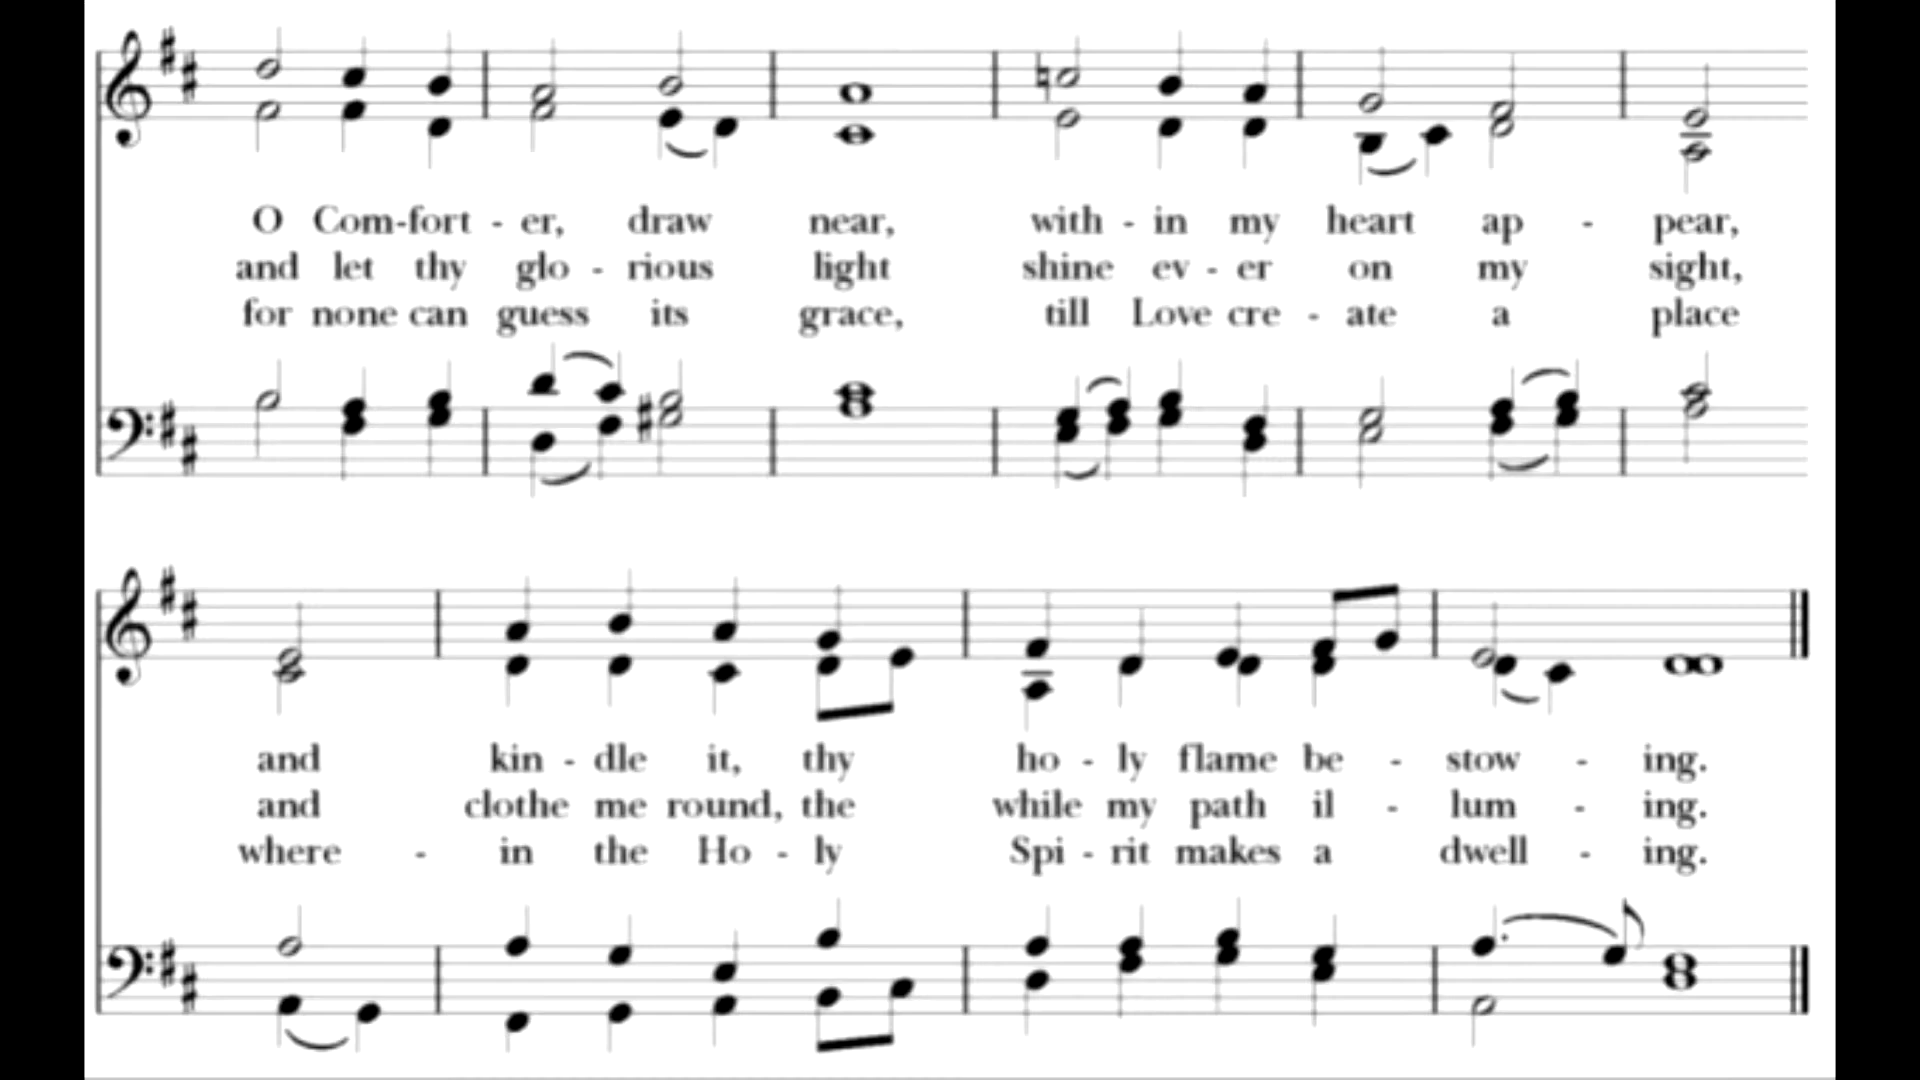 O Com-fort - er, draw near, with - in my heart ap - pear,
and let thy glo - rious light shine ev - er on my sight,
for none can guess its grace, till Love cre - ate a place
and kin - dle it, thy ho - ly flame be - stow - ing.
and clothe me round, the while my path il - lum - ing.
where - in the Ho - ly Spi - rit makes a dwell - ing.